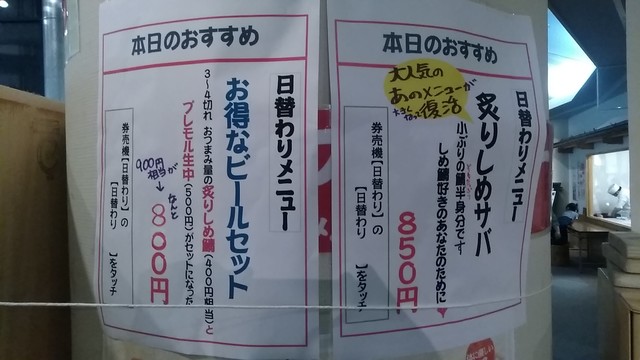 本日のおすすめ
日替わりメニュー
お得なビールセット
3～4切れ おつまみ量の炙りしめ鯖(400円相当)と
プレモル生中(500円)がセットになった
900円
相当が
↓
なんと
800円
券売機【日替わり】の
【日替わり 】をタッチ
本日のおすすめ
日替わりメニュー
炙りしめサバ
大人気の
あのメニューが
大きくなって復活
小ぶりの鯖半身分です
しめ鯖好きのあなたのために
850円
券売機【日替わり】の
【日替わり 】をタッチ